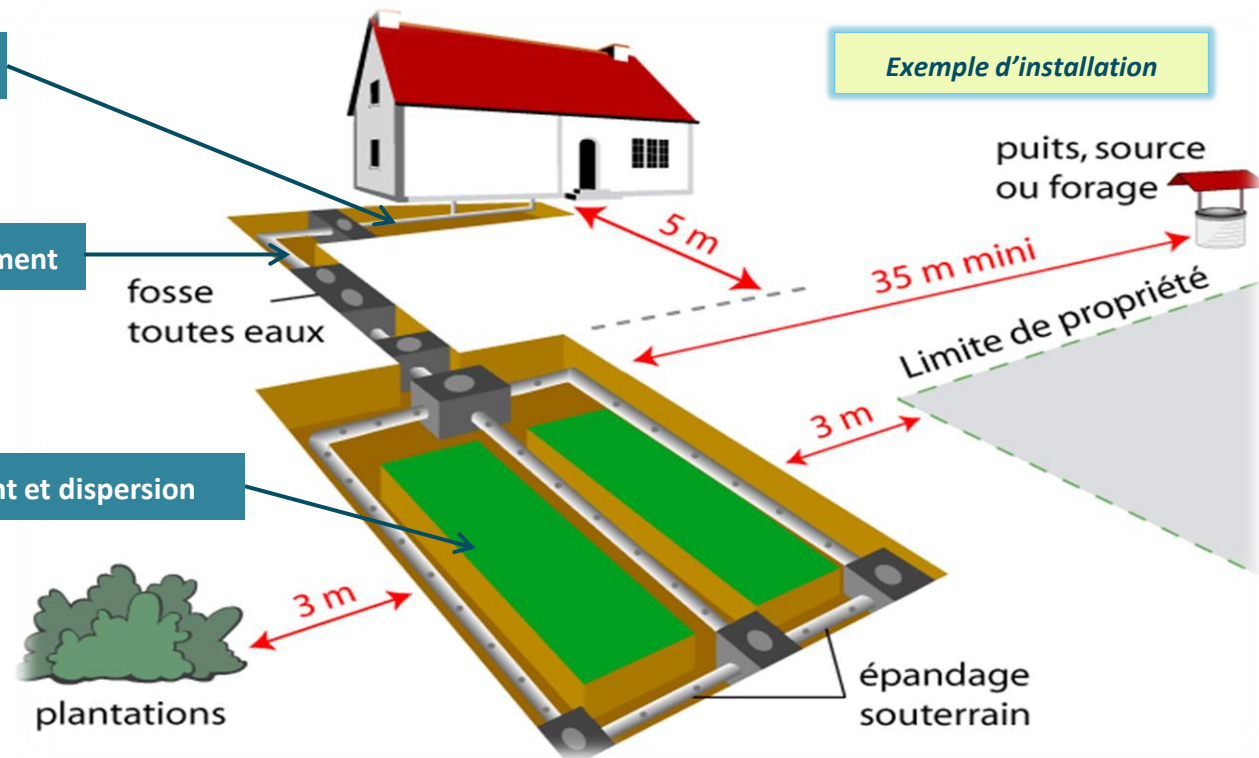 Exemple d’installation
puits, source
ou forage
5 m
35 m mini
ment
fosse
toutes eaux
Limite de propriété
3 m
nt et dispersion
3 m
épandage
souterrain
plantations